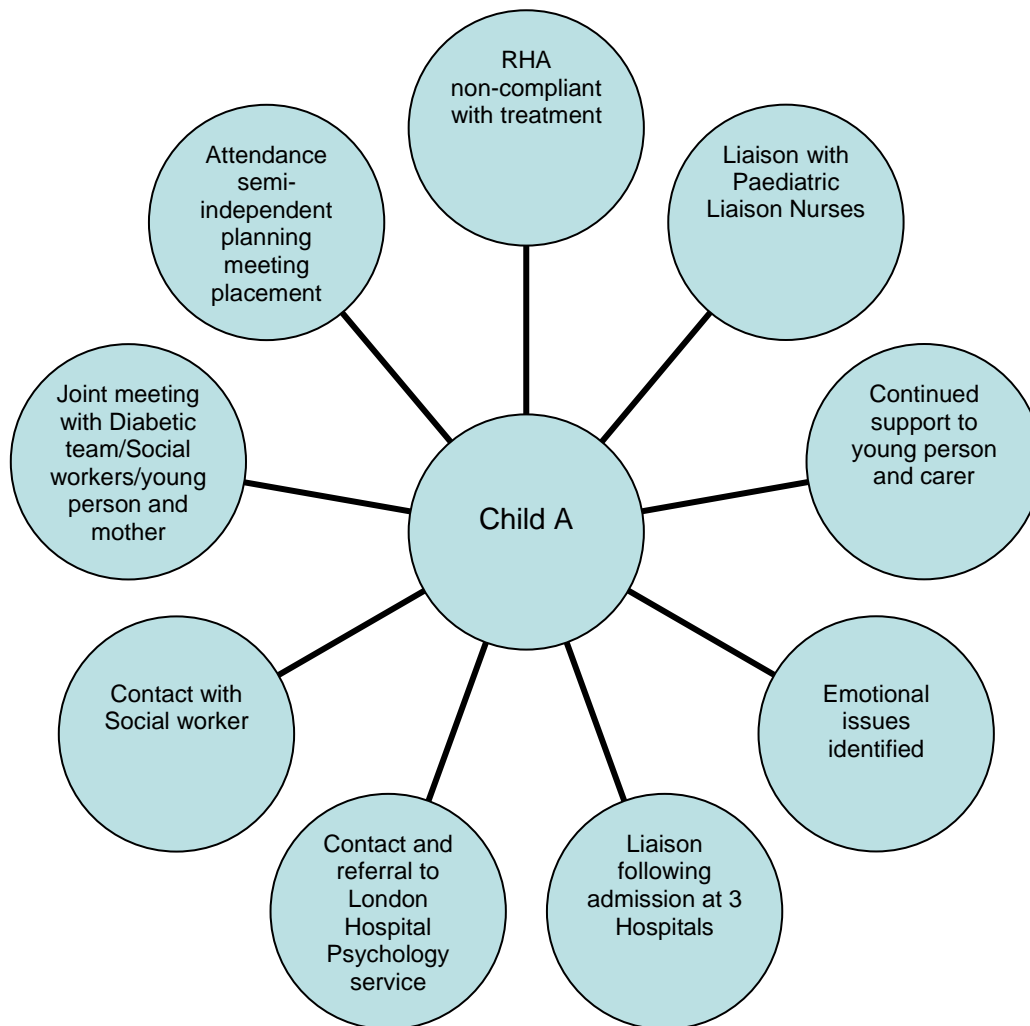 RHA
non-compliant
with treatment
Liaison with
Paediatric
Liaison Nurses
Continued
support to
young person
and carer
Emotional
issues
identified
Liaison
following
admission at 3
Hospitals
Contact and
referral to
London
Hospital
Psychology
service
Contact with
Social worker
Joint meeting
with Diabetic
team/Social
workers/young
person and
mother
Attendance
semi-
independent
planning
meeting
placement
Child A